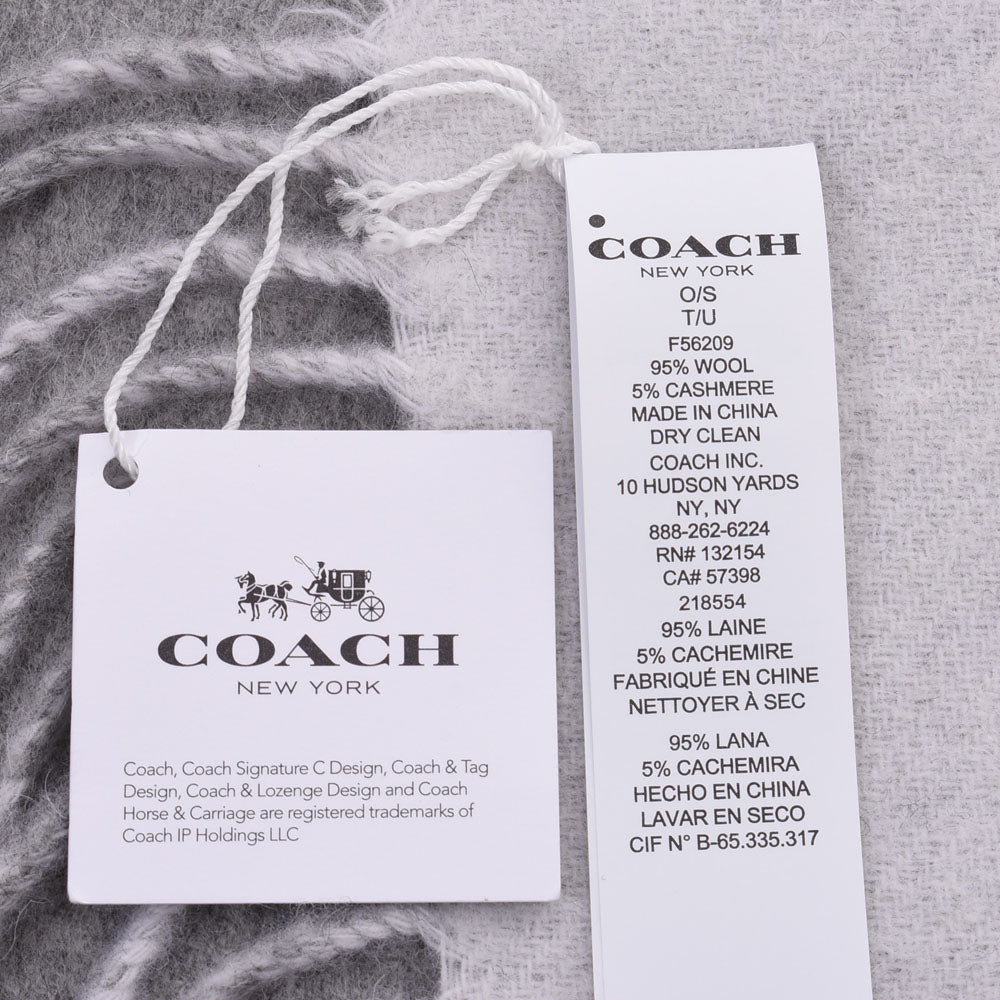 COACH
NEW YORK
Coach, Coach Signature C Design, Coach & Tag
Design, Coach & Lozenge Design and Coach
Horse & Carriage are registered trademarks of
Coach IP Holdings LLC
COACH
NEW YORK
O/S
T/U
F56209
95% WOOL
5% CASHMERE
MADE IN CHINA
DRY CLEAN
COACH INC.
10 HUDSON YARDS
NY, NY
888-262-6224
RN# 132154
CA# 57398
218554
95% LAINE
5% CACHEMIRE
FABRIQUÉ EN CHINE
NETTOYER À SEC
95% LANA
5% CACHEMIRA
HECHO EN CHINA
LAVAR EN SECO
CIF N° B-65.335.317